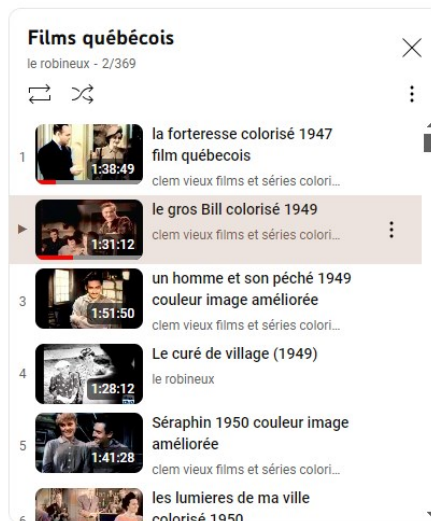 Films québécois
le robineux - 2/369
1
1:38:49
la forteresse colorisé 1947
film québecois
clem vieux films et séries colori...
1:31:12
le gros Bill colorisé 1949
clem vieux films et séries colori...
3
1:51:50
un homme et son péché 1949
couleur image améliorée
clem vieux films et séries colori...
4
1:28:12
Le curé de village (1949)
le robineux
5
1:41:28
Séraphin 1950 couleur image
améliorée
clem vieux films et séries colori...
6
les lumieres de ma ville
colorisé 1950